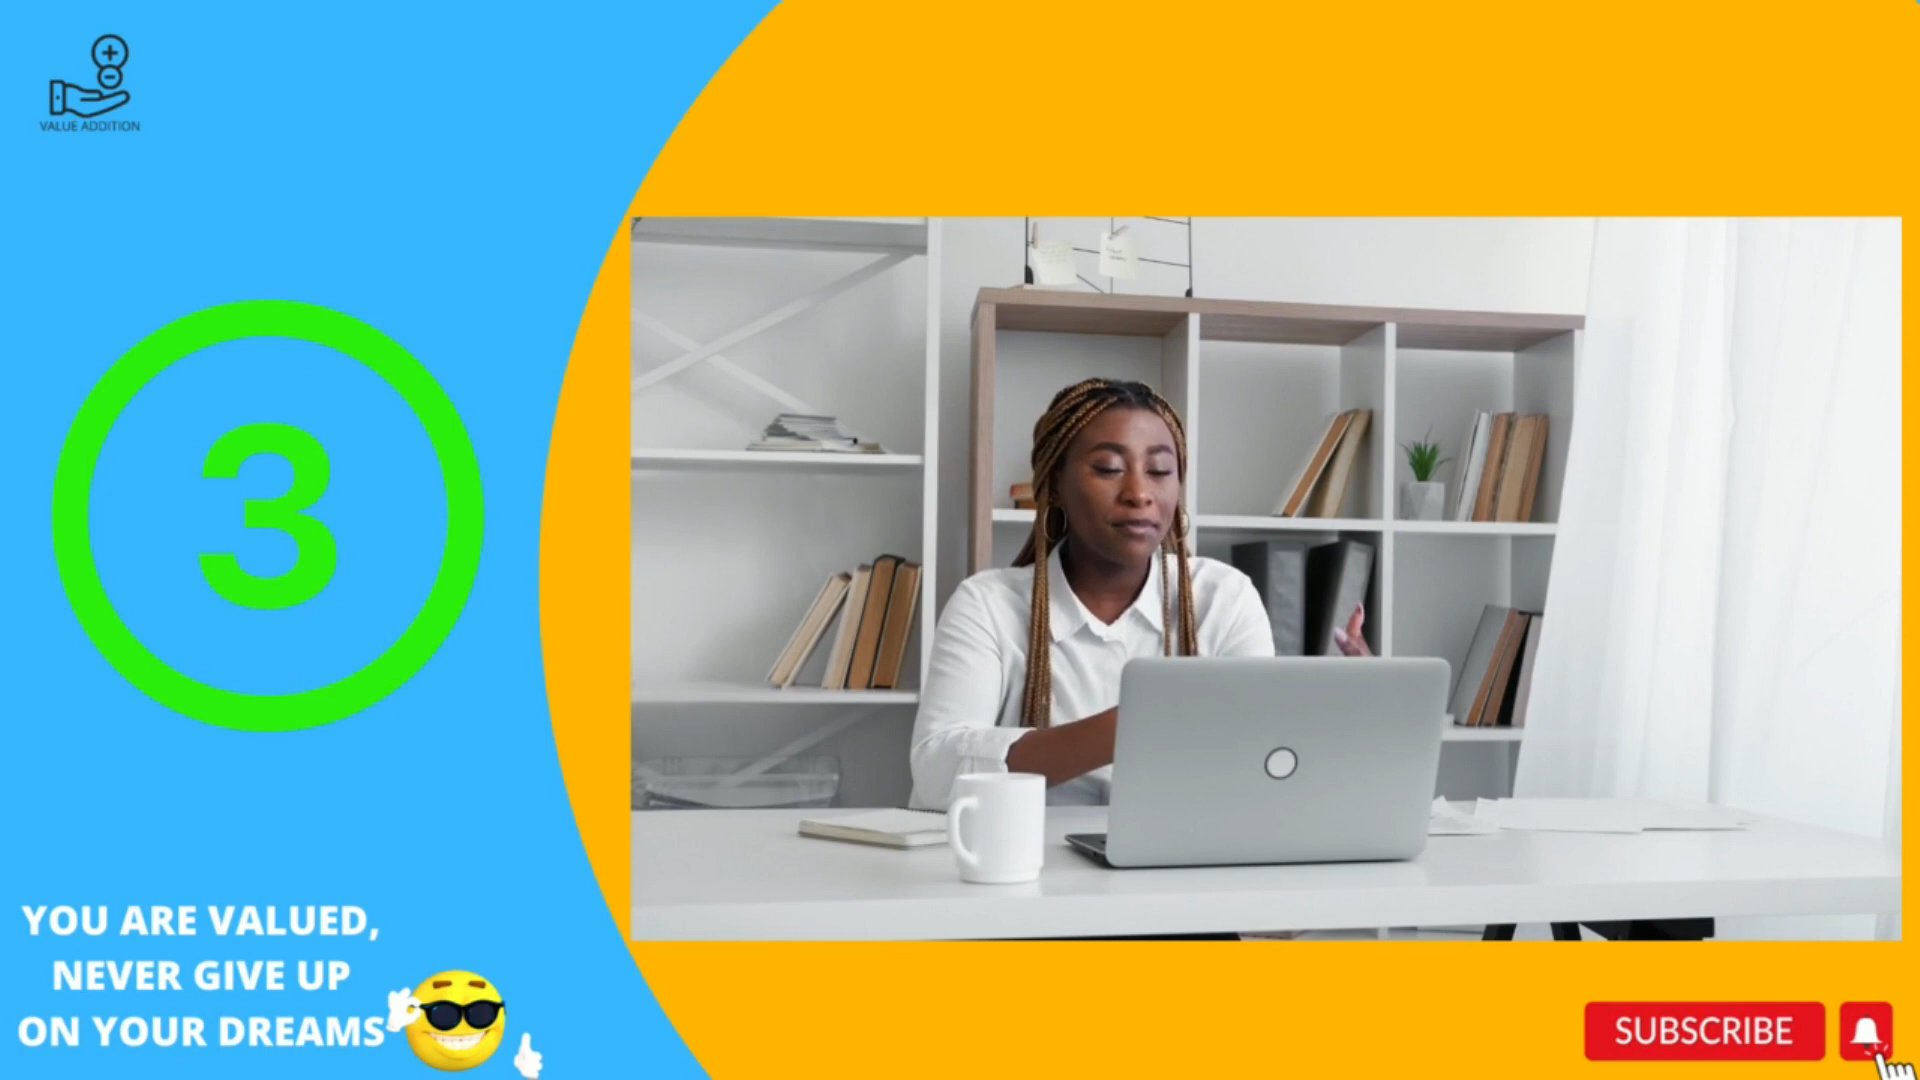 VALUE ADDITION
3
YOU ARE VALUED,
NEVER GIVE UP
ON YOUR DREAMS
SUBSCRIBE